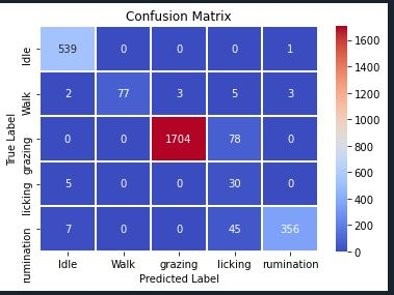 Confusion Matrix
Idle 539 0 0 0 1
Walk 2 77 3 5 3
grazing 0 0 1704 78 0
licking 5 0 0 30 0
rumination 7 0 0 45 356
Idle Walk grazing licking rumination
True Label
Predicted Label
1600
1400
1200
1000
800
600
400
200
0